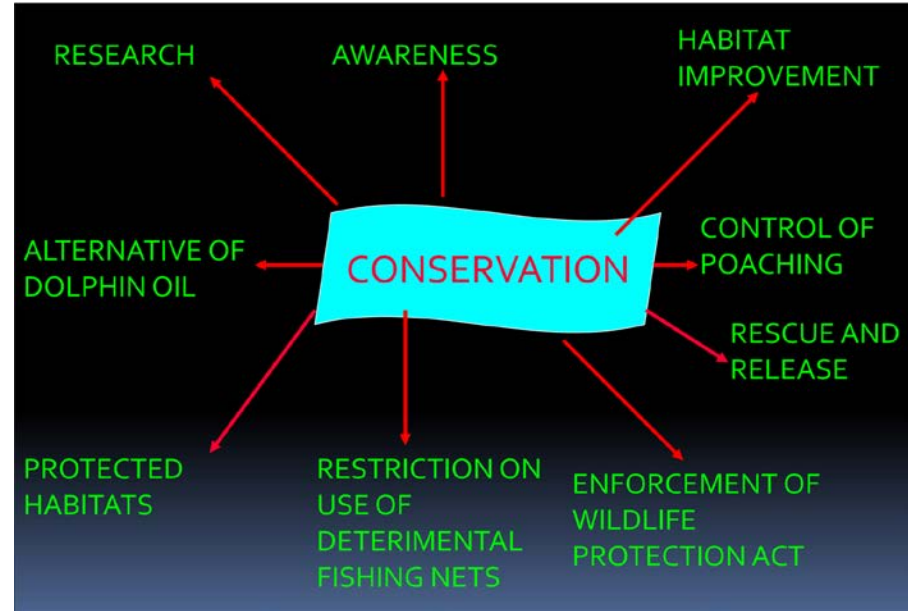 RESEARCH
AWARENESS
HABITAT
IMPROVEMENT
ALTERNATIVE OF
DOLPHIN OIL
CONSERVATION
CONTROL OF
POACHING
RESCUE AND
RELEASE
PROTECTED
HABITATS
RESTRICTION ON
USE OF
DETERIMENTAL
FISHING NETS
ENFORCEMENT OF
WILDLIFE
PROTECTION ACT